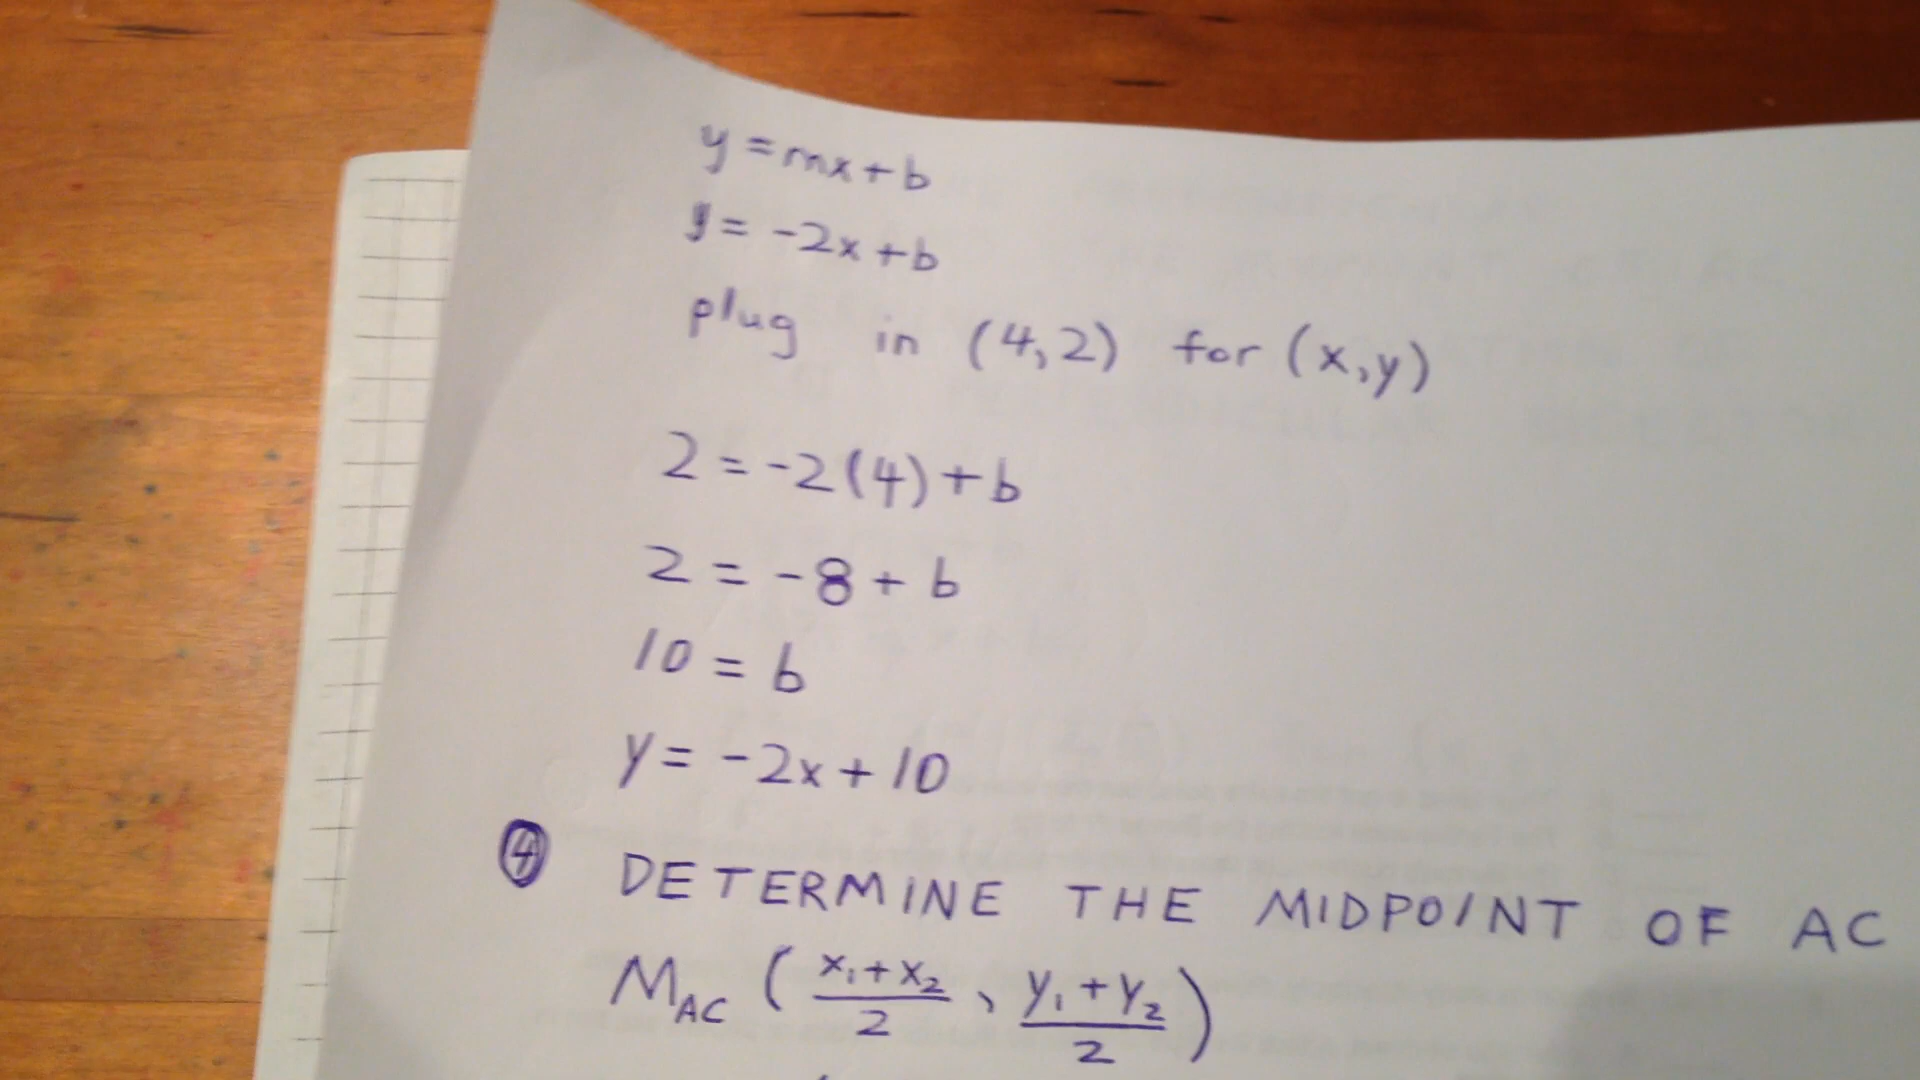 y = mx + b
y = -2x + b
plug in (4,2) for (x,y)
2 = -2(4) + b
2 = -8 + b
10 = b
y = -2x + 10
④ DETERMINE THE MIDPOINT OF AC
M_AC ( (x₁+x₂)/2 , (y₁+y₂)/2 )